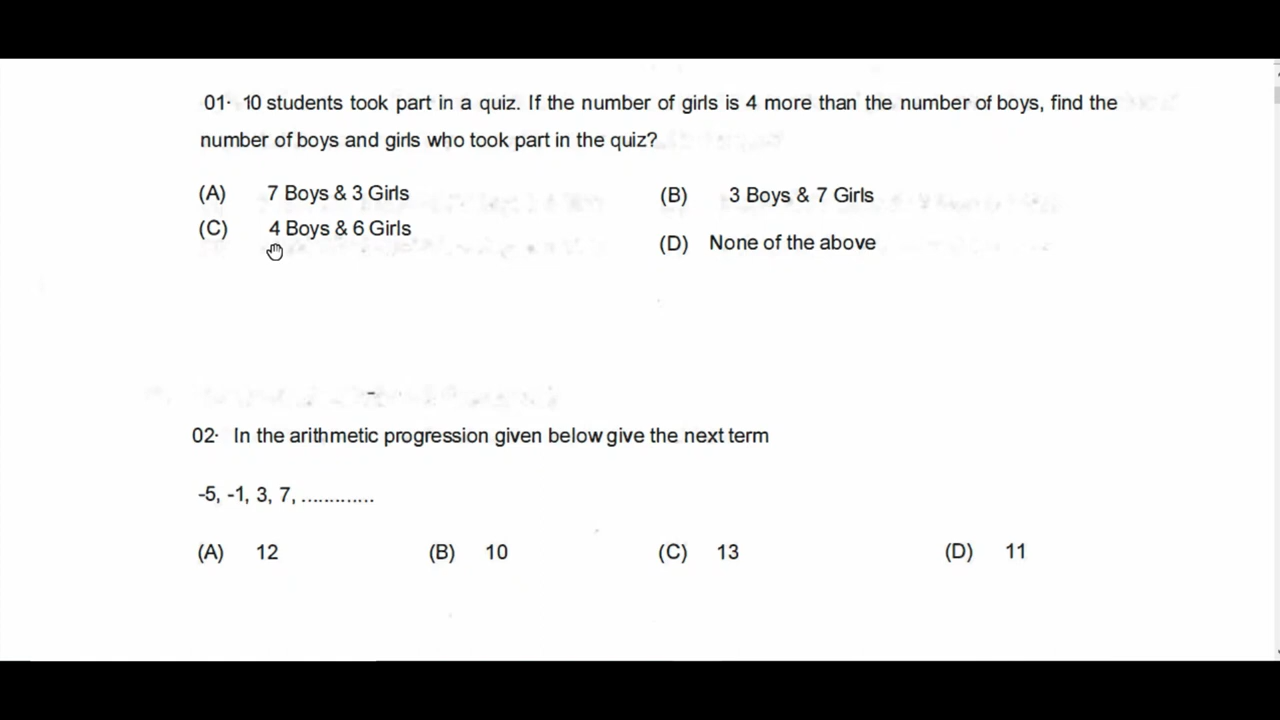 01· 10 students took part in a quiz. If the number of girls is 4 more than the number of boys, find the
number of boys and girls who took part in the quiz?
(A) 7 Boys & 3 Girls (B) 3 Boys & 7 Girls
(C) 4 Boys & 6 Girls (D) None of the above
02· In the arithmetic progression given below give the next term
-5, -1, 3, 7, .............
(A) 12 (B) 10 (C) 13 (D) 11